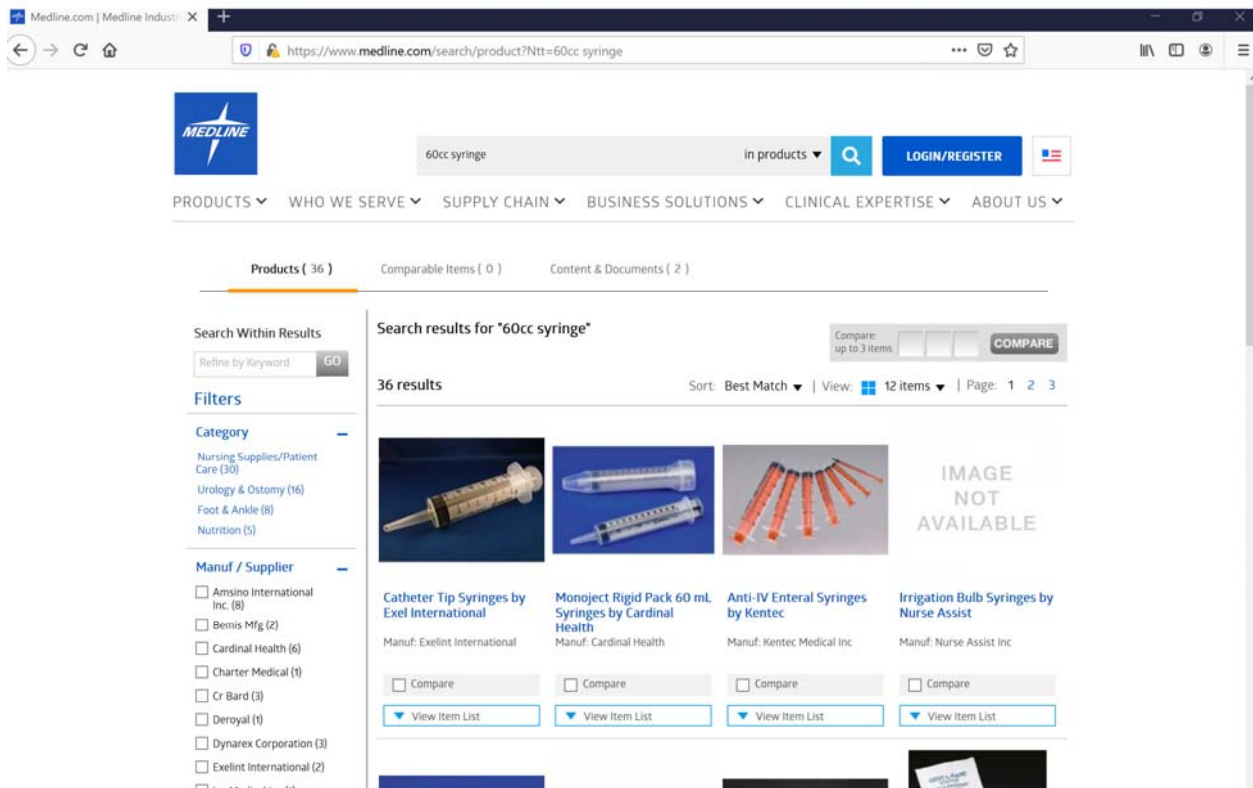 Medline.com | Medline Indust
https://www.medline.com/search/product?Ntt=60cc syringe
MEDLINE
60cc syringe
in products
LOGIN/REGISTER
PRODUCTS WHO WE SERVE SUPPLY CHAIN BUSINESS SOLUTIONS CLINICAL EXPERTISE ABOUT US
Products ( 36 ) Comparable Items ( 0 ) Content & Documents ( 2 )
Search Within Results
Refine by Keyword GO
Filters
Category
Nursing Supplies/Patient
Care (30)
Urology & Ostomy (16)
Foot & Ankle (8)
Nutrition (5)
Manuf / Supplier
Amsino International
Inc. (8)
Bemis Mfg (2)
Cardinal Health (6)
Charter Medical (1)
Cr Bard (3)
Deroyal (1)
Dynarex Corporation (3)
Exelint International (2)
Search results for "60cc syringe"
Compare:
up to 3 items
COMPARE
36 results
Sort: Best Match | View: 12 items | Page: 1 2 3
Catheter Tip Syringes by
Exel International
Manuf: Exelint International
Compare
View Item List
Monoject Rigid Pack 60 mL
Syringes by Cardinal
Health
Manuf: Cardinal Health
Compare
View Item List
Anti-IV Enteral Syringes
by Kentec
Manuf: Kentec Medical Inc
Compare
View Item List
IMAGE
NOT
AVAILABLE
Irrigation Bulb Syringes by
Nurse Assist
Manuf: Nurse Assist Inc
Compare
View Item List